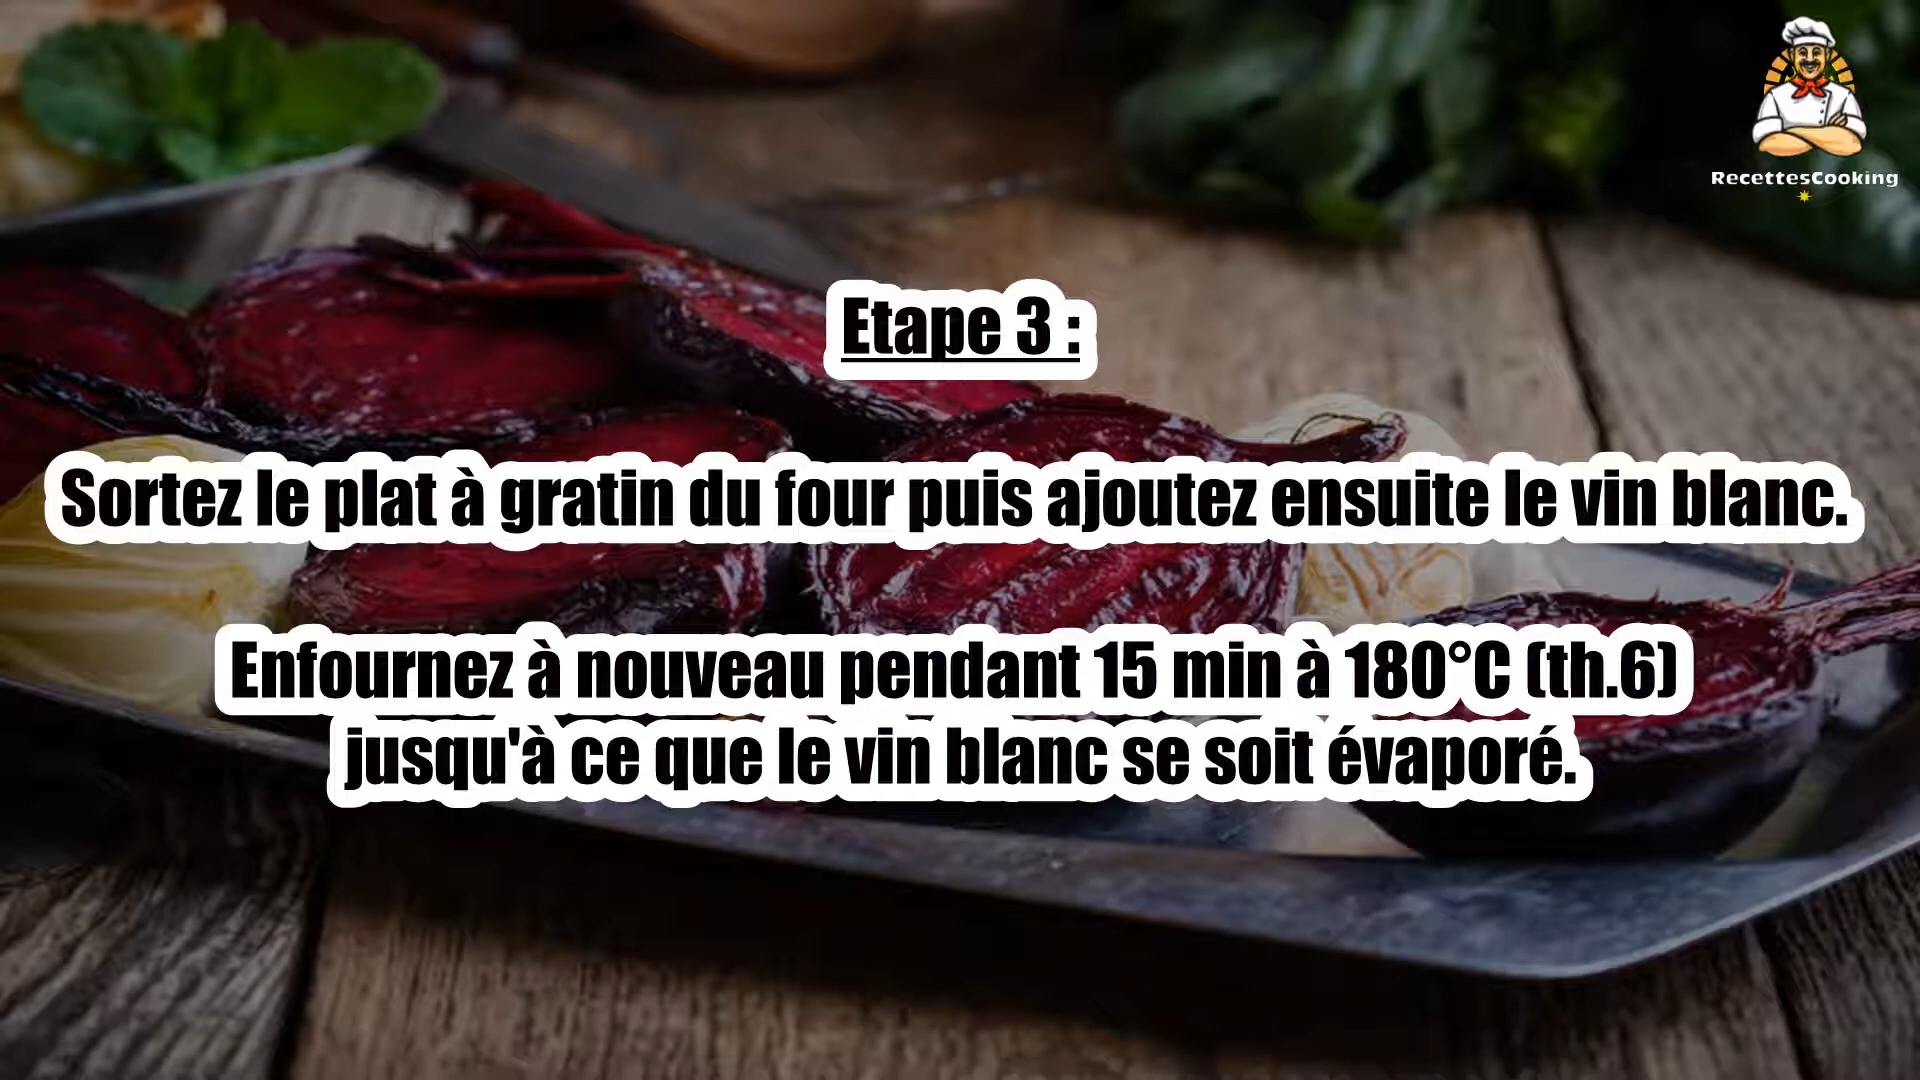 RecettesCooking
Etape 3 :
Sortez le plat à gratin du four puis ajoutez ensuite le vin blanc.
Enfournez à nouveau pendant 15 min à 180°C (th.6)
jusqu'à ce que le vin blanc se soit évaporé.